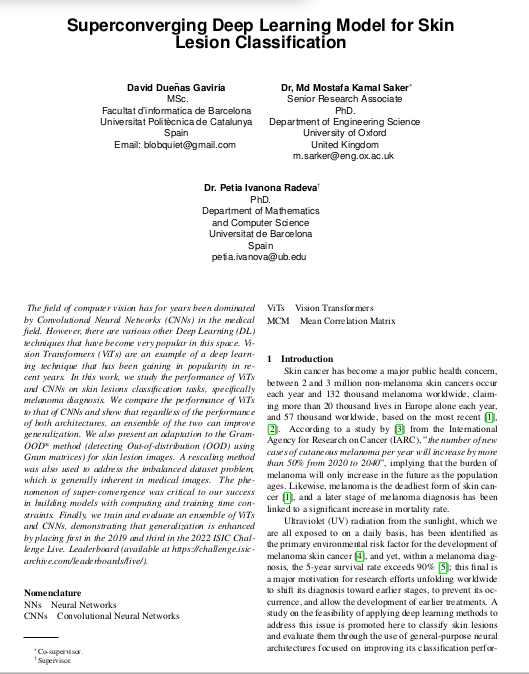 Superconverging Deep Learning Model for Skin
Lesion Classification
David Dueñas Gaviria
MSc.
Facultat d'informatica de Barcelona
Universitat Politècnica de Catalunya
Spain
Email: blobquiet@gmail.com
Dr, Md Mostafa Kamal Saker*
Senior Research Associate
PhD.
Department of Engineering Science
University of Oxford
United Kingdom
m.sarker@eng.ox.ac.uk
Dr. Petia Ivanona Radeva†
PhD.
Department of Mathematics
and Computer Science
Universitat de Barcelona
Spain
petia.ivanova@ub.edu
The field of computer vision has for years been dominated
by Convolutional Neural Networks (CNNs) in the medical
field. However, there are various other Deep Learning (DL)
techniques that have become very popular in this space. Vi-
sion Transformers (ViTs) are an example of a deep learn-
ing technique that has been gaining in popularity in re-
cent years. In this work, we study the performance of ViTs
and CNNs on skin lesions classification tasks, specifically
melanoma diagnosis. We compare the performance of ViTs
to that of CNNs and show that regardless of the performance
of both architectures, an ensemble of the two can improve
generalization. We also present an adaptation to the Gram-
OOD* method (detecting Out-of-distribution (OOD) using
Gram matrices) for skin lesion images. A rescaling method
was also used to address the imbalanced dataset problem,
which is generally inherent in medical images. The phe-
nomenon of super-convergence was critical to our success
in building models with computing and training time con-
straints. Finally, we train and evaluate an ensemble of ViTs
and CNNs, demonstrating that generalization is enhanced
by placing first in the 2019 and third in the 2022 ISIC Chal-
lenge Live. Leaderboard (available at https://challenge.isic-
archive.com/leaderboards/live/).
Nomenclature
NNs Neural Networks
CNNs Convolutional Neural Networks
*Co-supervisor.
†Supervisor.
ViTs Vision Transformers
MCM Mean Correlation Matrix
1 Introduction
Skin cancer has become a major public health concern,
between 2 and 3 million non-melanoma skin cancers occur
each year and 132 thousand melanoma worldwide, claim-
ing more than 20 thousand lives in Europe alone each year,
and 57 thousand worldwide, based on the most recent [1],
[2]. According to a study by [3] from the International
Agency for Research on Cancer (IARC), "the number of new
cases of cutaneous melanoma per year will increase by more
than 50% from 2020 to 2040", implying that the burden of
melanoma will only increase in the future as the population
ages. Likewise, melanoma is the deadliest form of skin can-
cer [1], and a later stage of melanoma diagnosis has been
linked to a significant increase in mortality rate.
Ultraviolet (UV) radiation from the sunlight, which we
are all exposed to on a daily basis, has been identified as
the primary environmental risk factor for the development of
melanoma skin cancer [4], and yet, within a melanoma diag-
nosis, the 5-year survival rate exceeds 90% [5]; this final is
a major motivation for research efforts unfolding worldwide
to shift its diagnosis toward earlier stages, to prevent its oc-
currence, and allow the development of earlier treatments. A
study on the feasibility of applying deep learning methods to
address this issue is promoted here to classify skin lesions
and evaluate them through the use of general-purpose neural
architectures focused on improving its classification perfor-